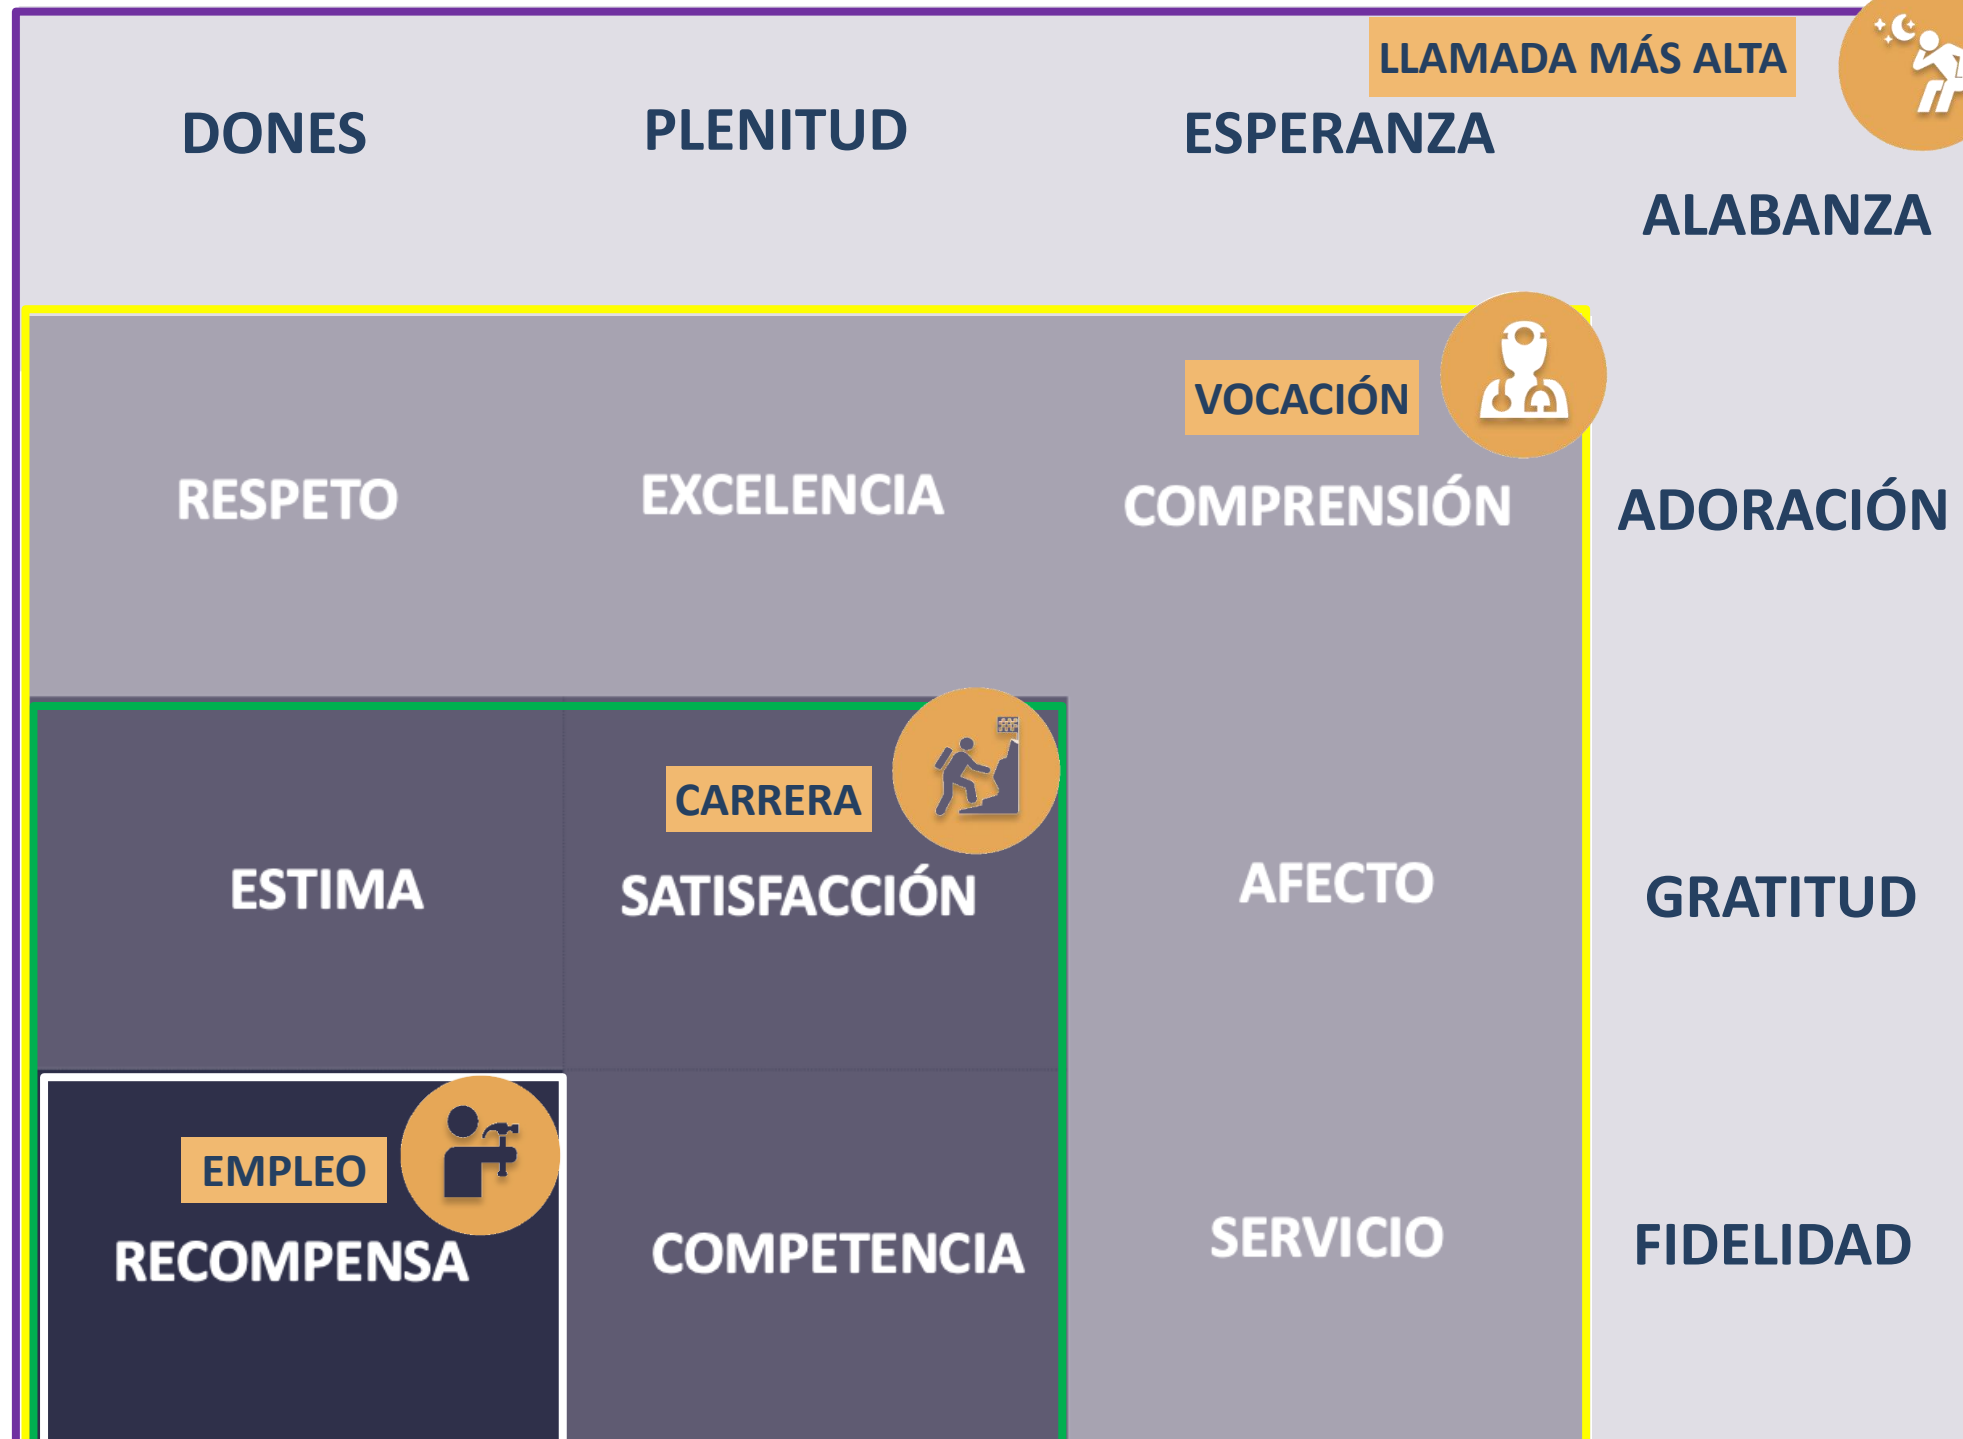 LLAMADA MÁS ALTA
DONES
PLENITUD
ESPERANZA
ALABANZA
VOCACIÓN
RESPETO
EXCELENCIA
COMPRENSIÓN
ADORACIÓN
CARRERA
ESTIMA
SATISFACCIÓN
AFECTO
GRATITUD
EMPLEO
RECOMPENSA
COMPETENCIA
SERVICIO
FIDELIDAD